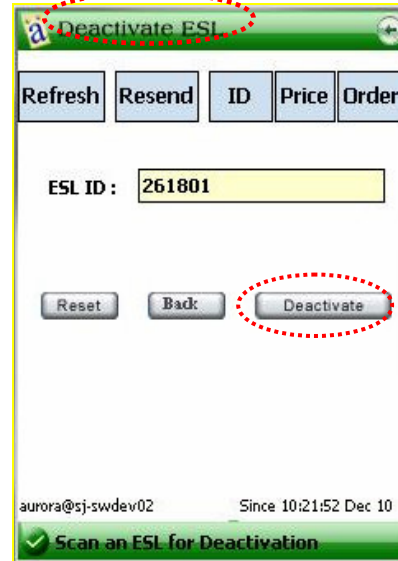 a Deactivate ESL
Refresh Resend ID Price Order
ESL ID : 261801
Reset Back Deactivate
aurora@sj-swdev02 Since 10:21:52 Dec 10
Scan an ESL for Deactivation